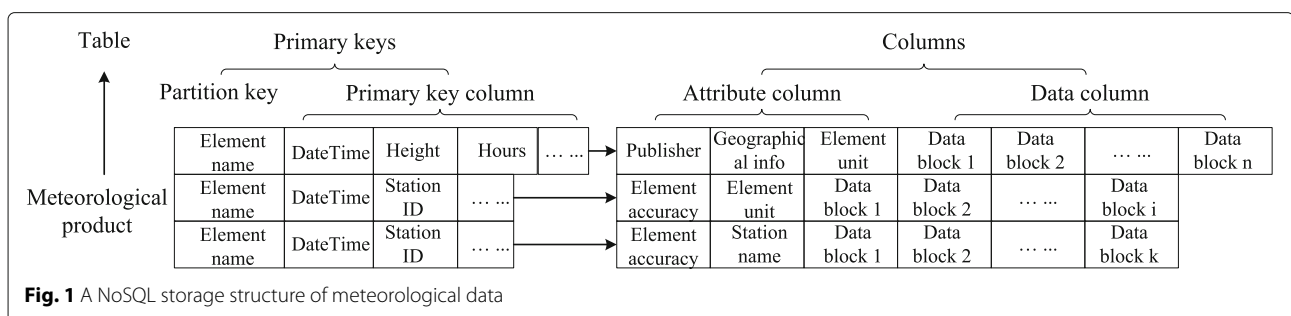 Table
Primary keys
Columns
Partition key
Primary key column
Attribute column
Data column
Element name
DateTime
Height
Hours
... ...
Publisher
Geographic
al info
Element unit
Data block 1
Data block 2
... ...
Data block n
Meteorological product
Element name
DateTime
Station ID
... ...
Element accuracy
Element unit
Data block 1
Data block 2
... ...
Data block i
Element name
DateTime
Station ID
... ...
Element accuracy
Station name
Data block 1
Data block 2
... ...
Data block k
Fig. 1 A NoSQL storage structure of meteorological data